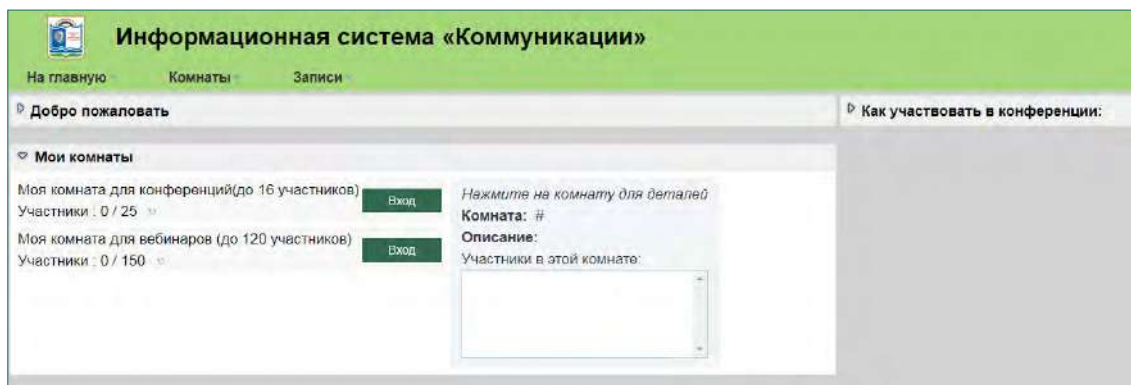 Информационная система «Коммуникации»
На главную Комнаты Записи
Добро пожаловать
Как участвовать в конференции:
Мои комнаты
Моя комната для конференций(до 16 участников)
Участники : 0 / 25
Вход
Моя комната для вебинаров (до 120 участников)
Участники : 0 / 150
Вход
Нажмите на комнату для деталей
Комната: #
Описание:
Участники в этой комнате: